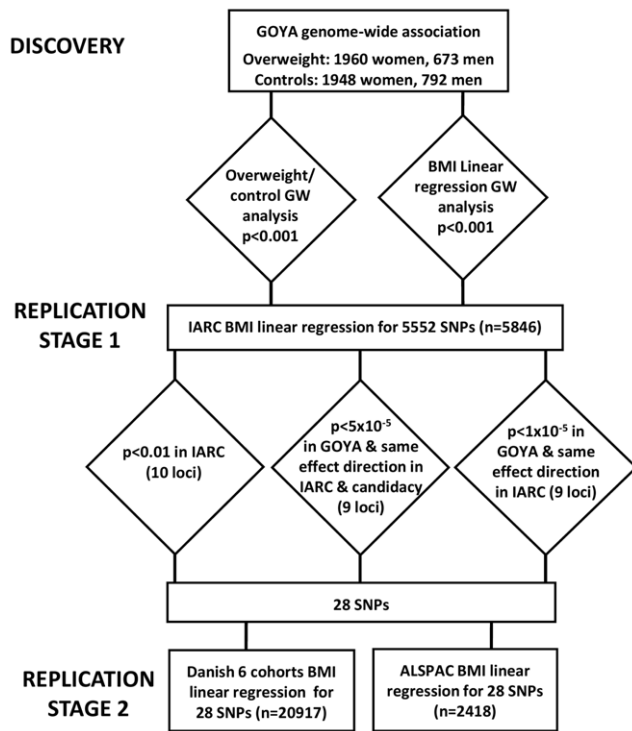 DISCOVERY
GOYA genome-wide association
Overweight: 1960 women, 673 men
Controls: 1948 women, 792 men
Overweight/
control GW
analysis
p<0.001
BMI Linear
regression GW
analysis
p<0.001
REPLICATION
STAGE 1
IARC BMI linear regression for 5552 SNPs (n=5846)
p<0.01 in IARC
(10 loci)
p<5x10⁻⁵
in GOYA & same
effect direction in
IARC & candidacy
(9 loci)
p<1x10⁻⁵ in
GOYA & same
effect direction
in IARC (9 loci)
28 SNPs
REPLICATION
STAGE 2
Danish 6 cohorts BMI
linear regression for
28 SNPs (n=20917)
ALSPAC BMI linear
regression for 28 SNPs
(n=2418)